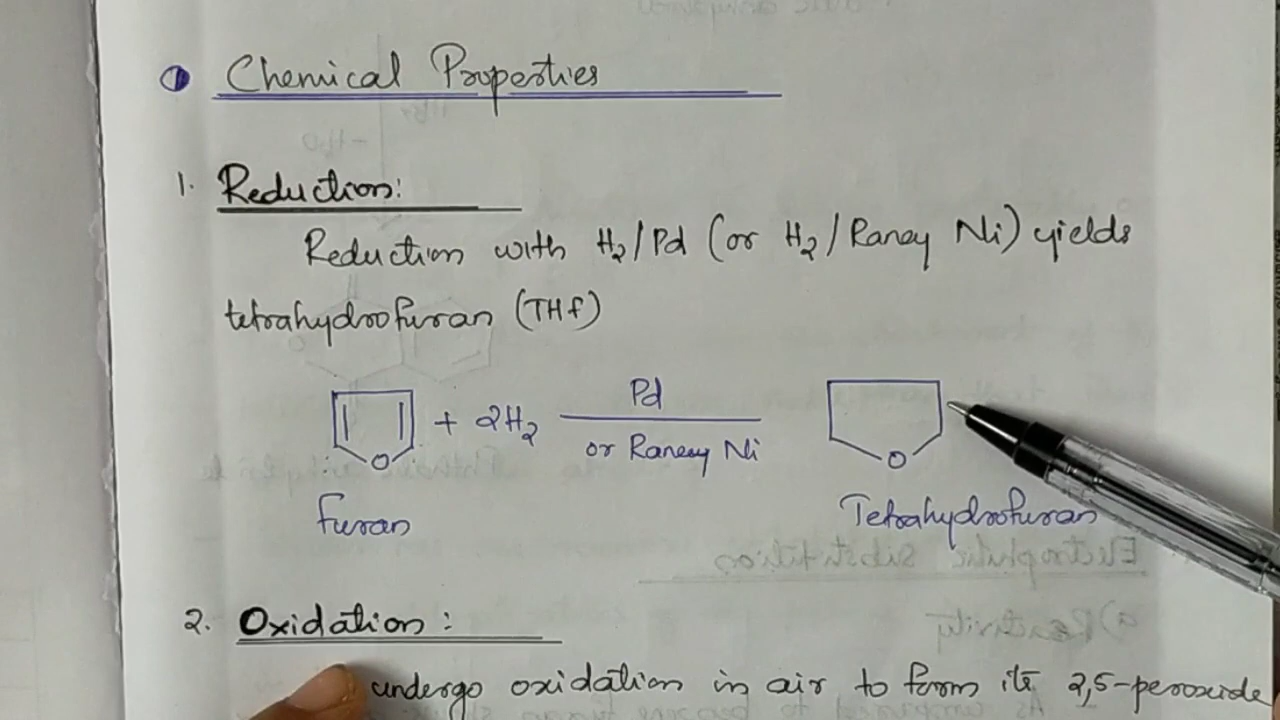 Chemical Properties
1. Reduction:
Reduction with H₂/Pd (or H₂/Raney Ni) yields
tetrahydrofuran (THf)
O + 2H₂ Pd or Raney Ni O
furan Tetrahydrofuran
2. Oxidation :
undergo oxidation in air to form its 2,5-peroxide